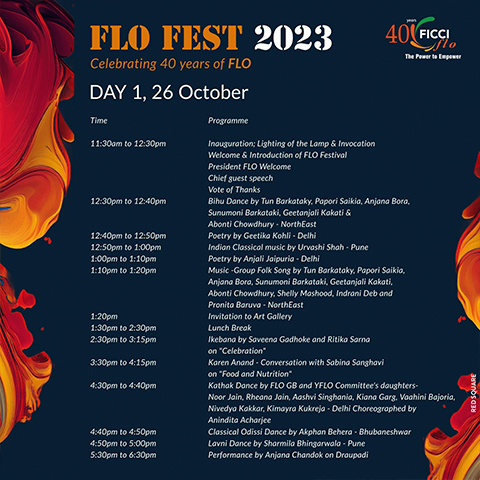 FLO FEST 2023
Celebrating 40 years of FLO
years
40 FICCI
flo
The Power to Empower
DAY 1, 26 October
Time Programme
11:30am to 12:30pm Inauguration; Lighting of the Lamp & Invocation
Welcome & Introduction of FLO Festival
President FLO Welcome
Chief guest speech
Vote of Thanks
12:30pm to 12:40pm Bihu Dance by Tun Barkataky, Papori Saikia, Anjana Bora,
Sunumoni Barkataki, Geetanjali Kakati &
Abonti Chowdhury - NorthEast
12:40pm to 12:50pm Poetry by Geetika Kohli - Delhi
12:50pm to 1:00pm Indian Classical music by Urvashi Shah - Pune
1:00pm to 1:10pm Poetry by Anjali Jaipuria - Delhi
1:10pm to 1:20pm Music -Group Folk Song by Tun Barkataky, Papori Saikia,
Anjana Bora, Sunumoni Barkataki, Geetanjali Kakati,
Abonti Chowdhury, Shelly Mashood, Indrani Deb and
Pronita Baruva - NorthEast
1:20pm Invitation to Art Gallery
1:30pm to 2:30pm Lunch Break
2:30pm to 3:15pm Ikebana by Saveena Gadhoke and Ritika Sarna
on "Celebration"
3:30pm to 4:15pm Karen Anand - Conversation with Sabina Sanghavi
on "Food and Nutrition"
4:30pm to 4:40pm Kathak Dance by FLO GB and YFLO Committee's daughters-
Noor Jain, Rheana Jain, Aashvi Singhania, Kiana Garg, Vaahini Bajoria,
Nivedya Kakkar, Kimayra Kukreja - Delhi Choreographed by
Anindita Acharjee
4:40pm to 4:50pm Classical Odissi Dance by Akphan Behera - Bhubaneshwar
4:50pm to 5:00pm Lavni Dance by Sharmila Bhingarwala - Pune
5:30pm to 6:30pm Performance by Anjana Chandok on Draupadi
RED SQUARE